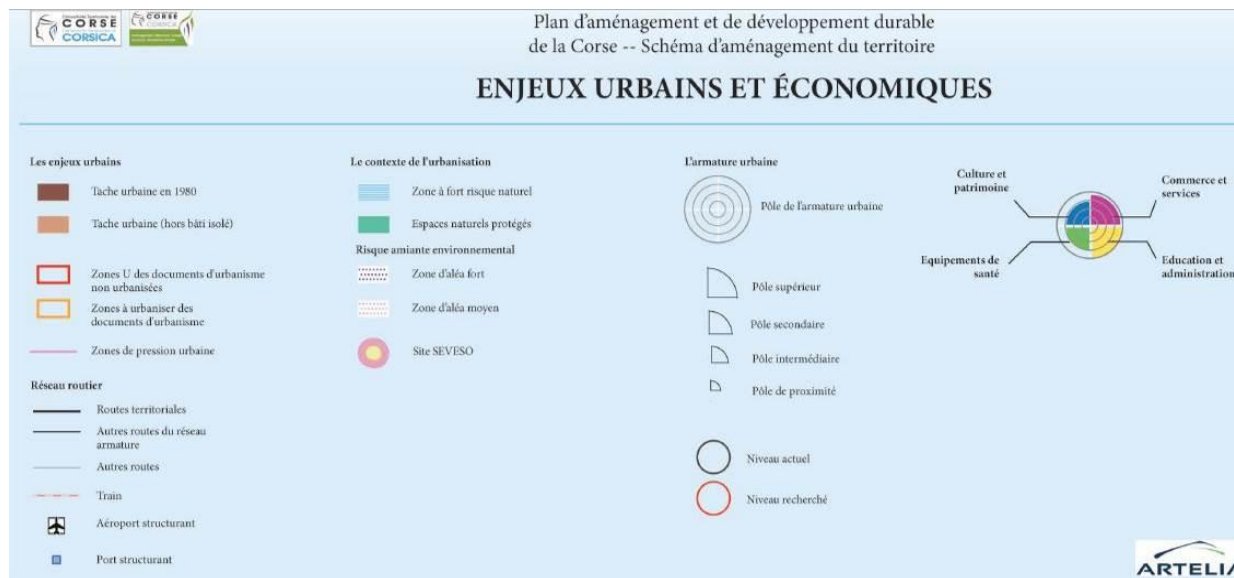 CORSE
CORSICA
CORSE
CORSICA
Plan d'aménagement et de développement durable
de la Corse -- Schéma d'aménagement du territoire
ENJEUX URBAINS ET ÉCONOMIQUES
Les enjeux urbains
Tache urbaine en 1980
Tache urbaine (hors bâti isolé)
Zones U des documents d'urbanisme
non urbanisées
Zones à urbaniser des
documents d'urbanisme
Zones de pression urbaine
Réseau routier
Routes territoriales
Autres routes du réseau
armature
Autres routes
Train
Aéroport structurant
Port structurant
Le contexte de l'urbanisation
Zone à fort risque naturel
Espaces naturels protégés
Risque amiante environnemental
Zone d'aléa fort
Zone d'aléa moyen
Site SEVESO
L'armature urbaine
Pôle de l'armature urbaine
Pôle supérieur
Pôle secondaire
Pôle intermédiaire
Pôle de proximité
Niveau actuel
Niveau recherché
Culture et
patrimoine
Commerce et
services
Equipements de
santé
Education et
administration
ARTELIA